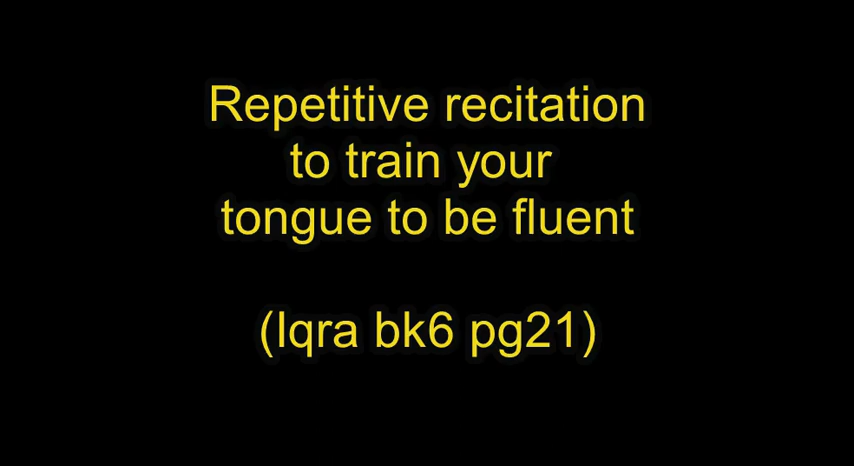 Repetitive recitation
to train your
tongue to be fluent
(Iqra bk6 pg21)